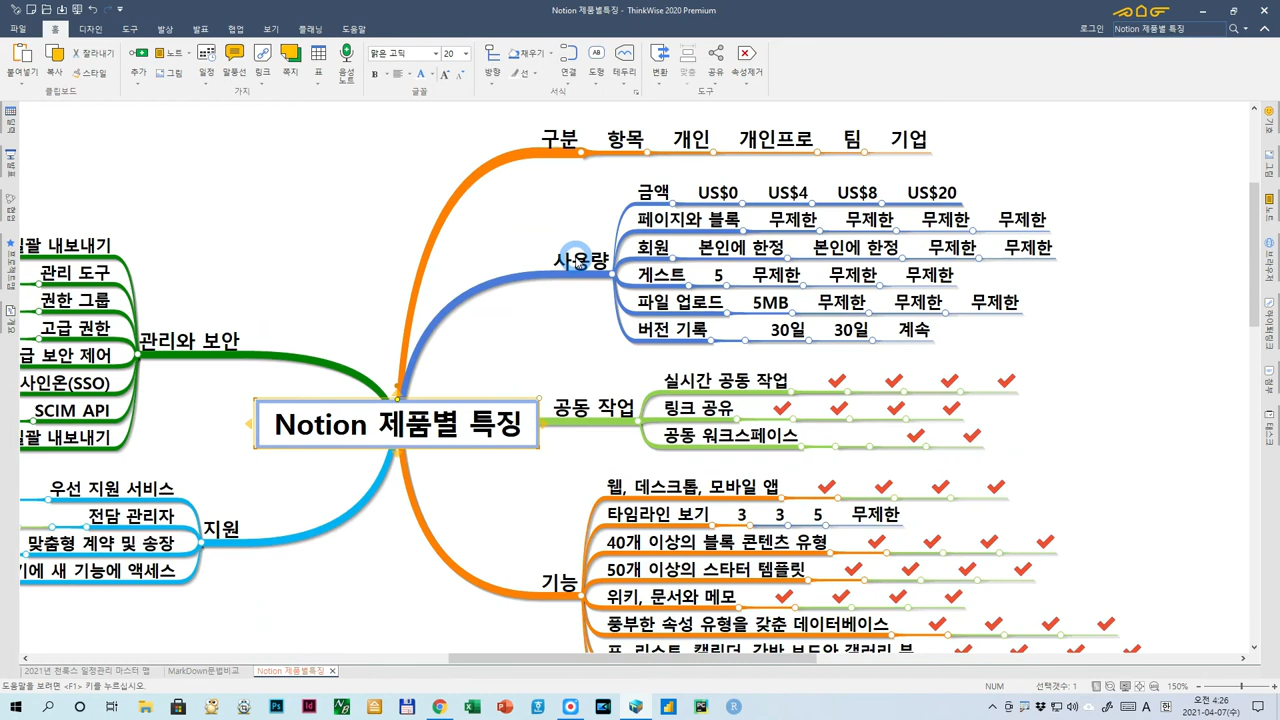 Notion 제품별특징 - ThinkWise 2020 Premium
파일 홈 디자인 도구 발상 발표 협업 보기 플래닝 도움말
로그인 Notion 제품별 특징
붙여넣기 복사 잘라내기 스타일
클립보드
추가 노트 그림 일정 말풍선 링크 쪽지 표 음성 노트
가지
맑은 고딕 20
글꼴
방향 채우기 선 연결 도형 테두리
서식
변환 맞춤 공유 속성제거
도구
구분 항목 개인 개인프로 팀 기업
사용량
금액 US$0 US$4 US$8 US$20
페이지와 블록 무제한 무제한 무제한 무제한
회원 본인에 한정 본인에 한정 무제한 무제한
게스트 5 무제한 무제한 무제한
파일 업로드 5MB 무제한 무제한 무제한
버전 기록 30일 30일 계속
관리와 보안
일괄 내보내기
관리 도구
권한 그룹
고급 권한
급 보안 제어
사인온(SSO)
SCIM API
일괄 내보내기
Notion 제품별 특징
공동 작업
실시간 공동 작업
링크 공유
공동 워크스페이스
지원
우선 지원 서비스
전담 관리자
맞춤형 계약 및 송장
기에 새 기능에 액세스
기능
웹, 데스크톱, 모바일 앱
타임라인 보기 3 3 5 무제한
40개 이상의 블록 콘텐츠 유형
50개 이상의 스타터 템플릿
위키, 문서와 메모
풍부한 속성 유형을 갖춘 데이터베이스
2021년 천록스 일정관리 마스터 맵 MarkDown문법비교 Notion 제품별특징
도움말을 보려면 <F1> 키를 누르십시오.
NUM 선택갯수: 1 150%
오후 4:26
2021-04-07(수)